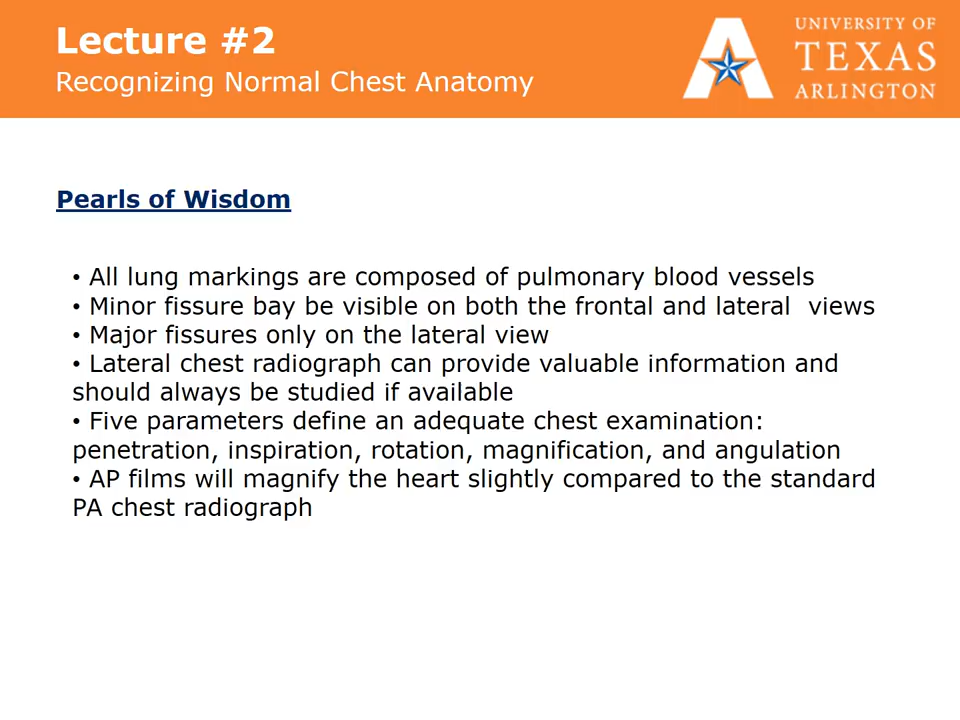 Lecture #2
Recognizing Normal Chest Anatomy
UNIVERSITY OF
TEXAS
ARLINGTON
Pearls of Wisdom
• All lung markings are composed of pulmonary blood vessels
• Minor fissure bay be visible on both the frontal and lateral  views
• Major fissures only on the lateral view
• Lateral chest radiograph can provide valuable information and
should always be studied if available
• Five parameters define an adequate chest examination:
penetration, inspiration, rotation, magnification, and angulation
• AP films will magnify the heart slightly compared to the standard
PA chest radiograph